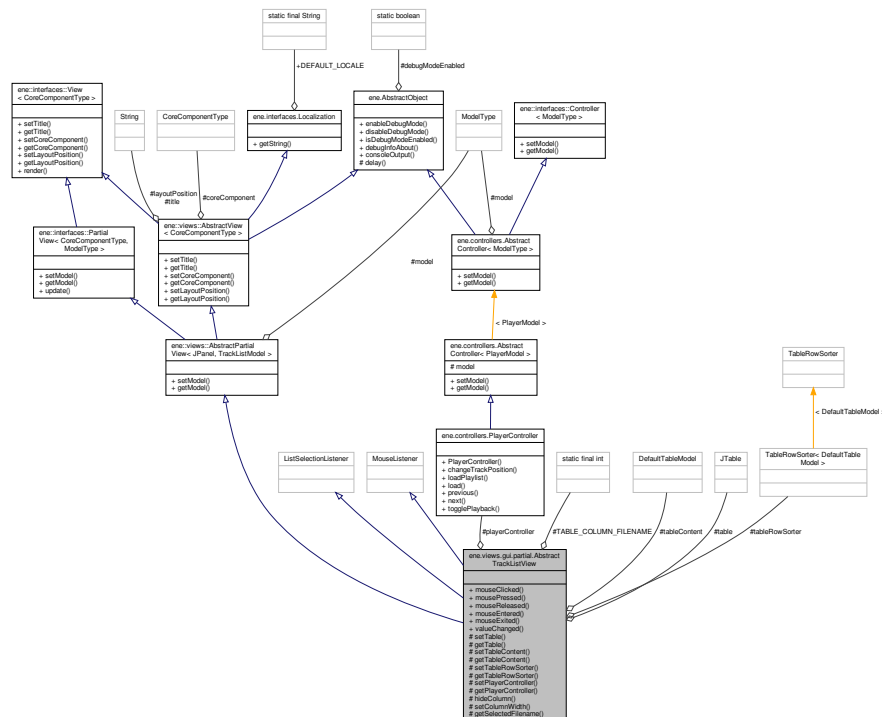 static final String
static boolean
+DEFAULT_LOCALE
#debugModeEnabled
ene::interfaces::View
< CoreComponentType >
+ setTitle()
+ getTitle()
+ setCoreComponent()
+ getCoreComponent()
+ setLayoutPosition()
+ getLayoutPosition()
+ render()
String
CoreComponentType
ene.interfaces.Localization
+ getString()
ene.AbstractObject
+ enableDebugMode()
+ disableDebugMode()
+ isDebugModeEnabled()
+ debugInfoAbout()
+ consoleOutput()
# delay()
ModelType
ene::interfaces::Controller
< ModelType >
+ setModel()
+ getModel()
#layoutPosition
#title
#coreComponent
#model
ene::interfaces::Partial
View< CoreComponentType,
ModelType >
+ setModel()
+ getModel()
+ update()
ene::views::AbstractView
< CoreComponentType >
+ setTitle()
+ getTitle()
+ setCoreComponent()
+ getCoreComponent()
+ setLayoutPosition()
+ getLayoutPosition()
#model
ene.controllers.Abstract
Controller< ModelType >
+ setModel()
+ getModel()
< PlayerModel >
ene::views::AbstractPartial
View< JPanel, TrackListModel >
+ setModel()
+ getModel()
ene.controllers.Abstract
Controller< PlayerModel >
# model
+ setModel()
+ getModel()
TableRowSorter
< DefaultTableModel >
ListSelectionListener
MouseListener
ene.controllers.PlayerController
+ PlayerController()
+ changeTrackPosition()
+ loadPlaylist()
+ load()
+ previous()
+ next()
+ togglePlayback()
static final int
DefaultTableModel
JTable
TableRowSorter< DefaultTable
Model >
#playerController
#TABLE_COLUMN_FILENAME
#tableContent
#table
#tableRowSorter
ene.views.gui.partial.Abstract
TrackListView
+ mouseClicked()
+ mousePressed()
+ mouseReleased()
+ mouseEntered()
+ mouseExited()
+ valueChanged()
# setTable()
# getTable()
# setTableContent()
# getTableContent()
# setTableRowSorter()
# getTableRowSorter()
# setPlayerController()
# getPlayerController()
# hideColumn()
# setColumnWidth()
# getSelectedFilename()